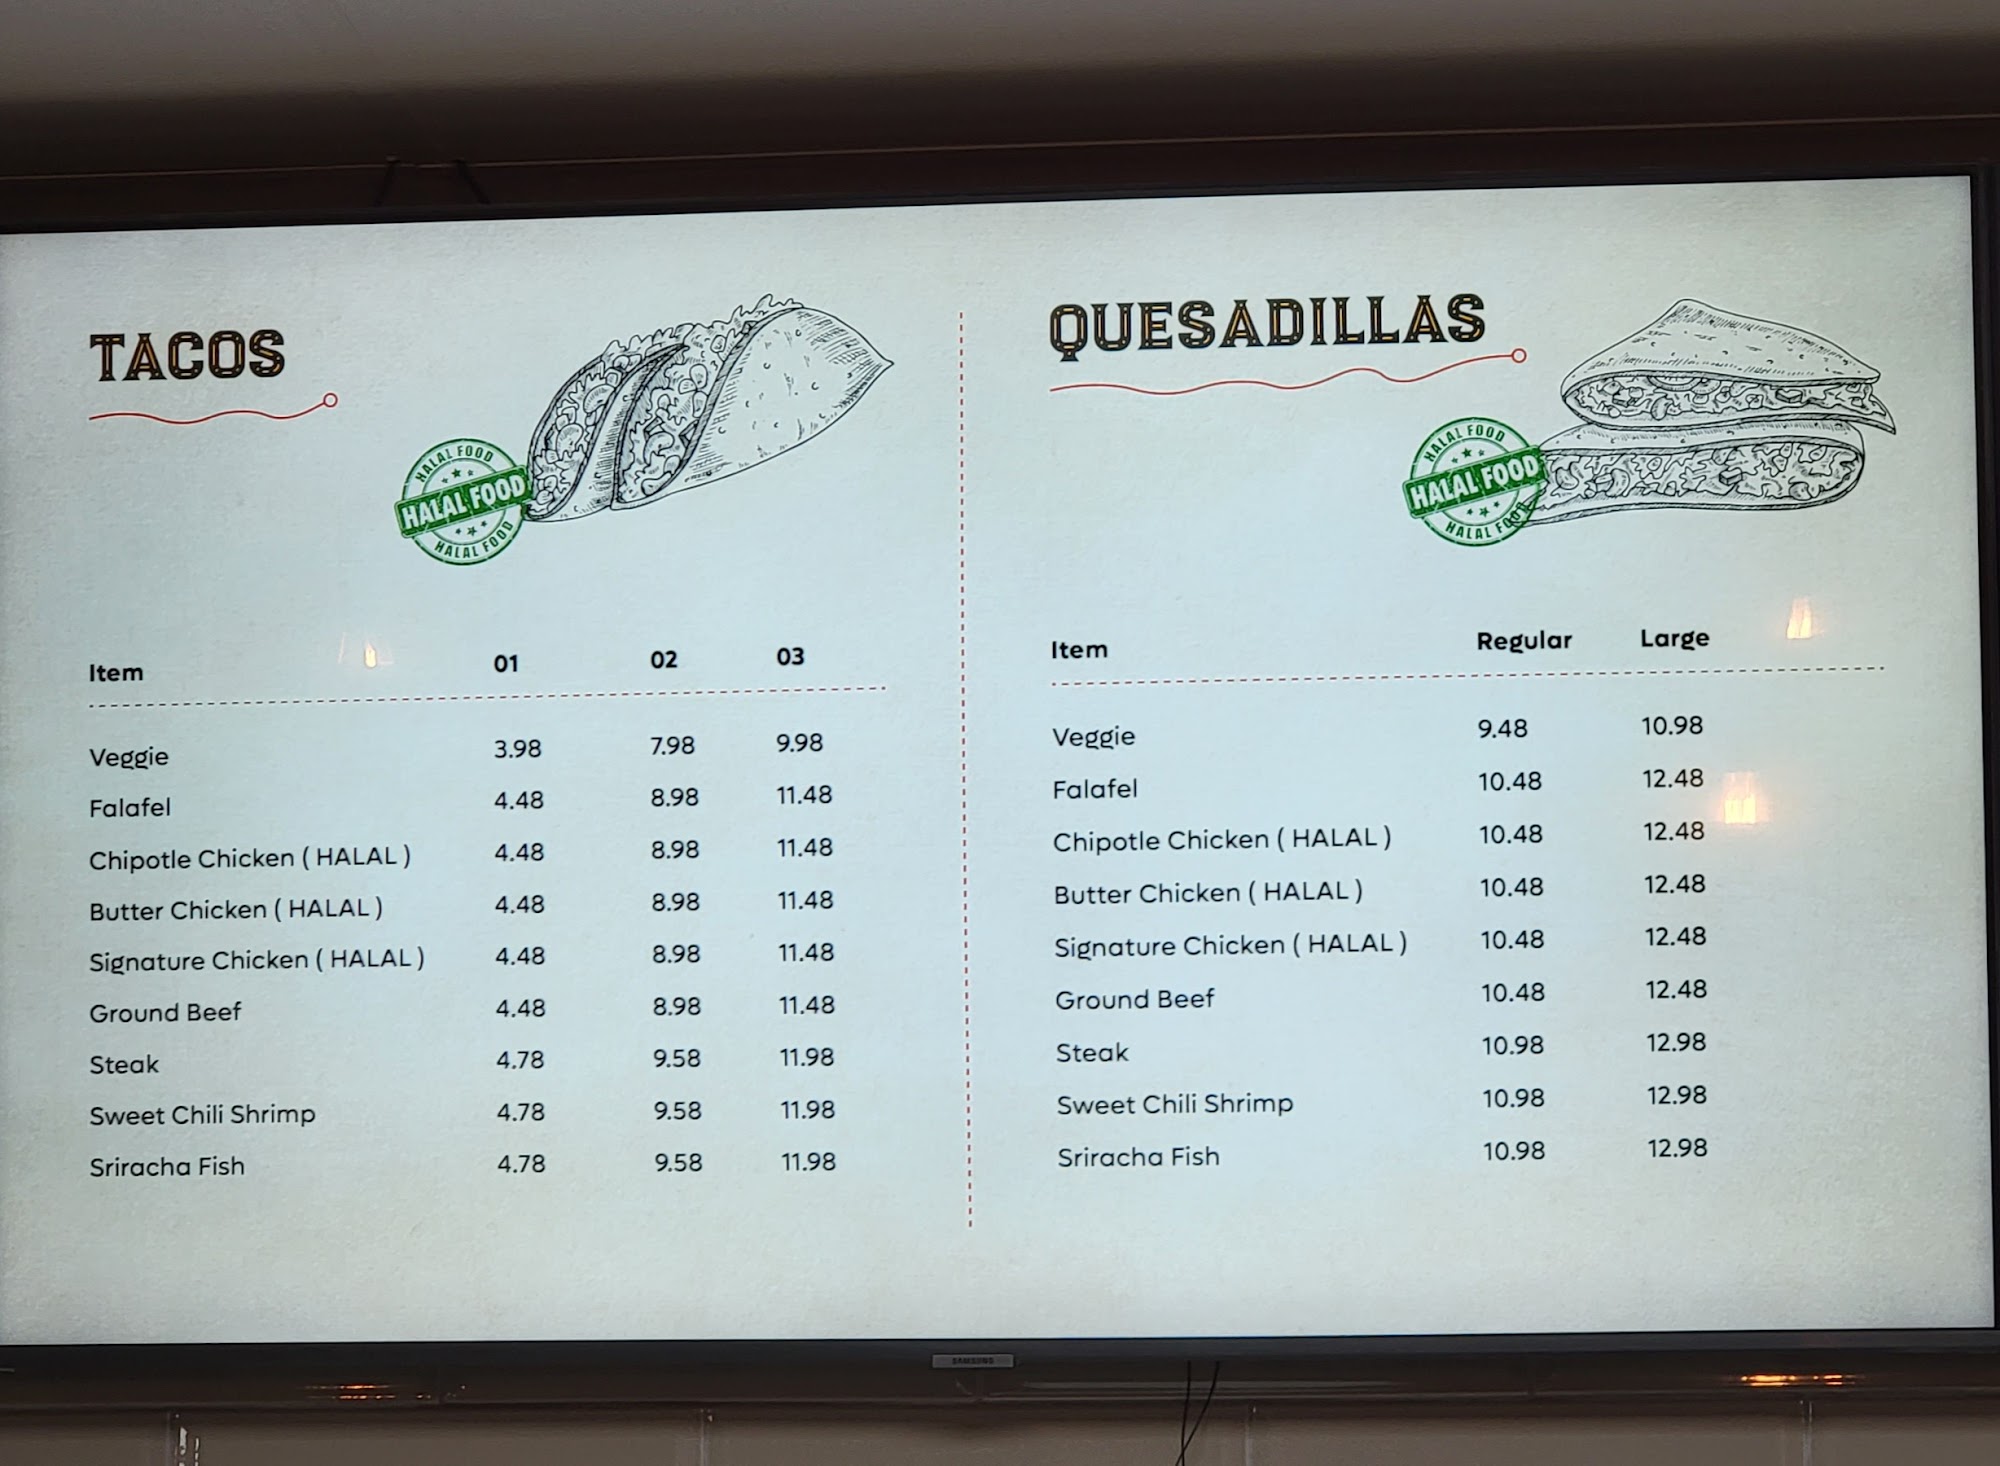 TACOS
HALAL FOOD
HALAL FOOD
HALAL FOOD
Item 01 02 03
Veggie 3.98 7.98 9.98
Falafel 4.48 8.98 11.48
Chipotle Chicken ( HALAL ) 4.48 8.98 11.48
Butter Chicken ( HALAL ) 4.48 8.98 11.48
Signature Chicken ( HALAL ) 4.48 8.98 11.48
Ground Beef 4.48 8.98 11.48
Steak 4.78 9.58 11.98
Sweet Chili Shrimp 4.78 9.58 11.98
Sriracha Fish 4.78 9.58 11.98
QUESADILLAS
HALAL FOOD
HALAL FOOD
HALAL FOOD
Item Regular Large
Veggie 9.48 10.98
Falafel 10.48 12.48
Chipotle Chicken ( HALAL ) 10.48 12.48
Butter Chicken ( HALAL ) 10.48 12.48
Signature Chicken ( HALAL ) 10.48 12.48
Ground Beef 10.48 12.48
Steak 10.98 12.98
Sweet Chili Shrimp 10.98 12.98
Sriracha Fish 10.98 12.98
SAMSUNG